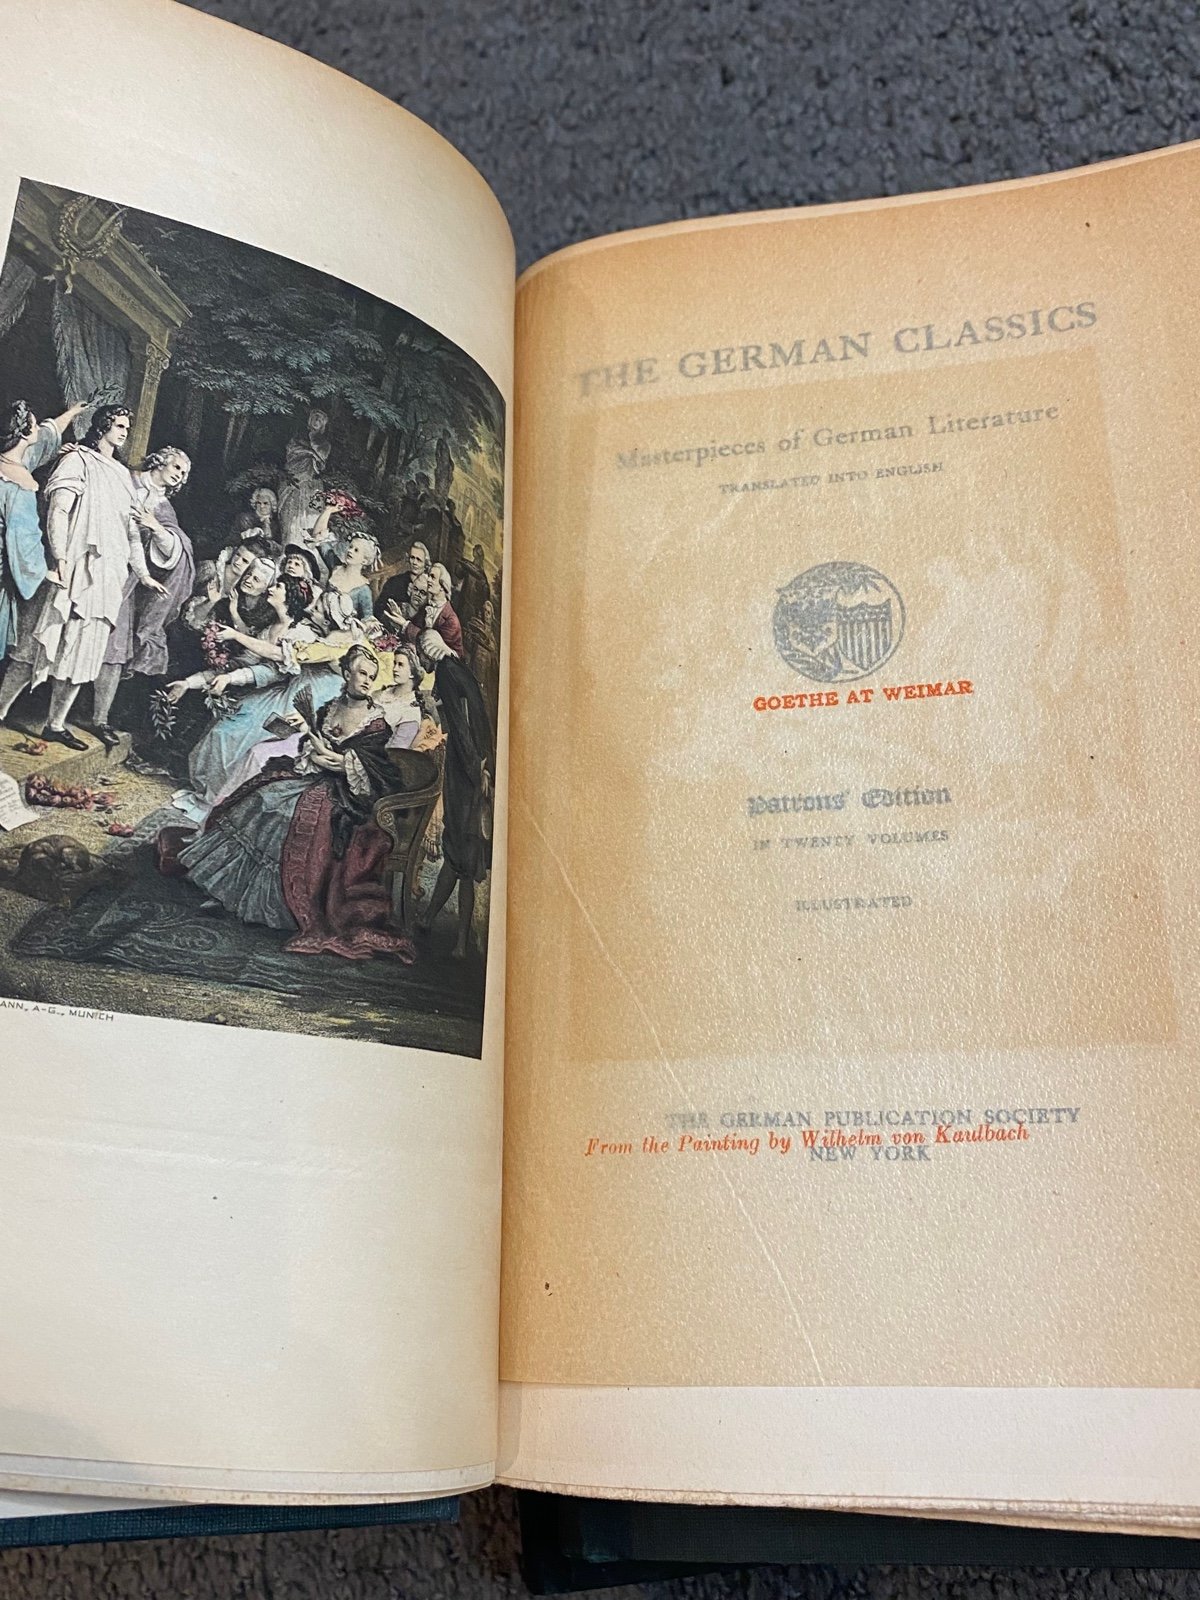 ANN, A-G., MUNICH
THE GERMAN CLASSICS
Masterpieces of German Literature
TRANSLATED INTO ENGLISH
GOETHE AT WEIMAR
Patrons' Edition
IN TWENTY VOLUMES
ILLUSTRATED
THE GERMAN PUBLICATION SOCIETY
From the Painting by Wilhelm von Kaulbach
NEW YORK